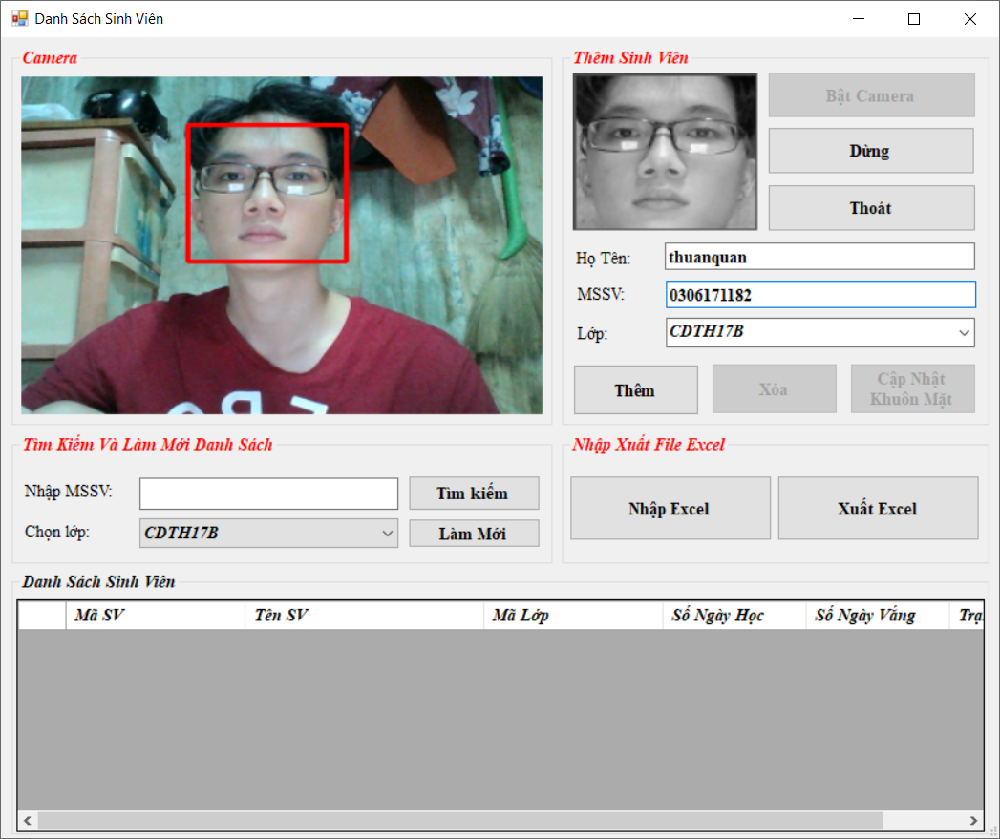 Danh Sách Sinh Viên
Camera
Thêm Sinh Viên
Bật Camera
Dừng
Thoát
Họ Tên:
thuanquan
MSSV:
0306171182
Lớp:
CDTH17B
Thêm
Xóa
Cập Nhật
Khuôn Mặt
Tìm Kiếm Và Làm Mới Danh Sách
Nhập MSSV:
Tìm kiếm
Chọn lớp:
CDTH17B
Làm Mới
Nhập Xuất File Excel
Nhập Excel
Xuất Excel
Danh Sách Sinh Viên
Mã SV Tên SV Mã Lớp Số Ngày Học Số Ngày Vắng